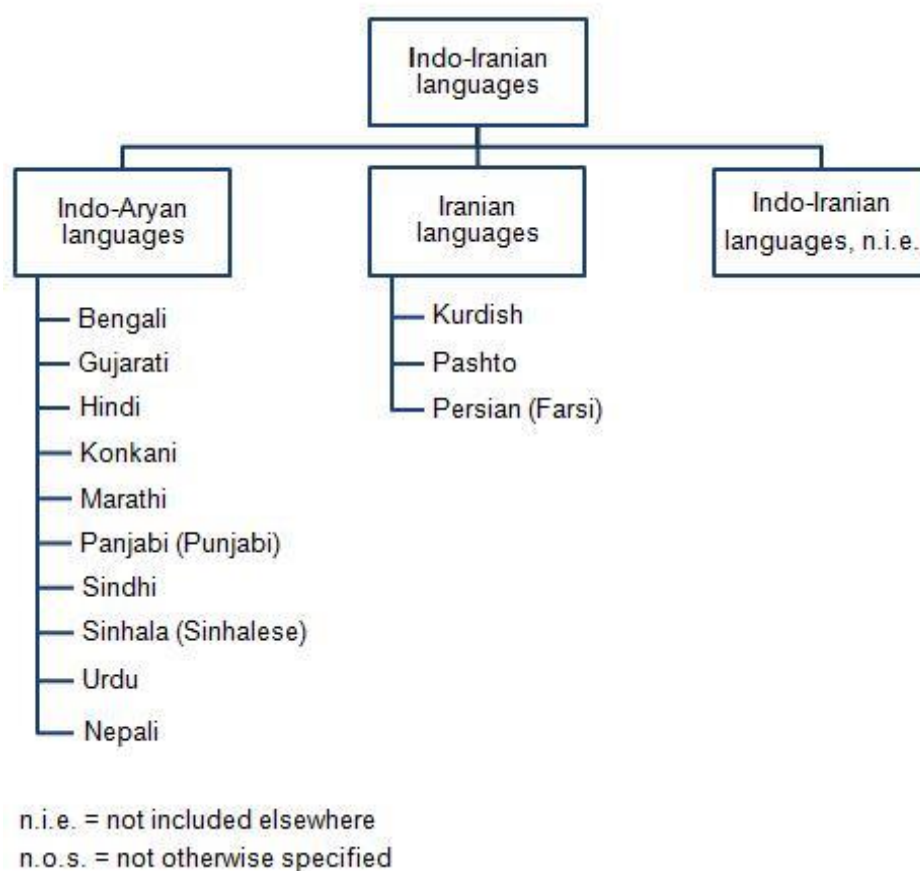 Indo-Iranian
languages
Indo-Aryan
languages
Iranian
languages
Indo-Iranian
languages, n.i.e.
Bengali
Gujarati
Hindi
Konkani
Marathi
Panjabi (Punjabi)
Sindhi
Sinhala (Sinhalese)
Urdu
Nepali
Kurdish
Pashto
Persian (Farsi)
n.i.e. = not included elsewhere
n.o.s. = not otherwise specified